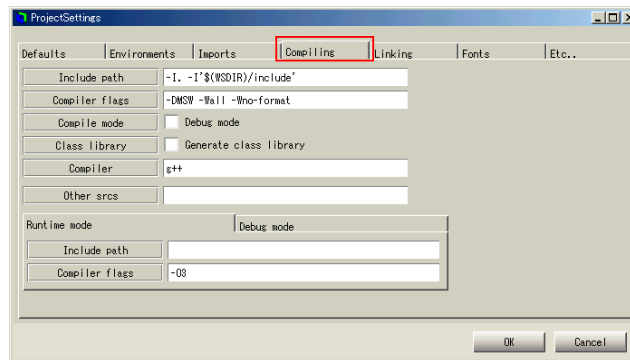 ProjectSettings
Defaults Environments Imports Compiling Linking Fonts Etc..
Include path -I. -I'$(WSDIR)/include'
Compiler flags -DMSW -Wall -Wno-format
Compile mode Debug mode
Class library Generate class library
Compiler g++
Other srcs
Runtime mode Debug mode
Include path
Compiler flags -O3
OK Cancel